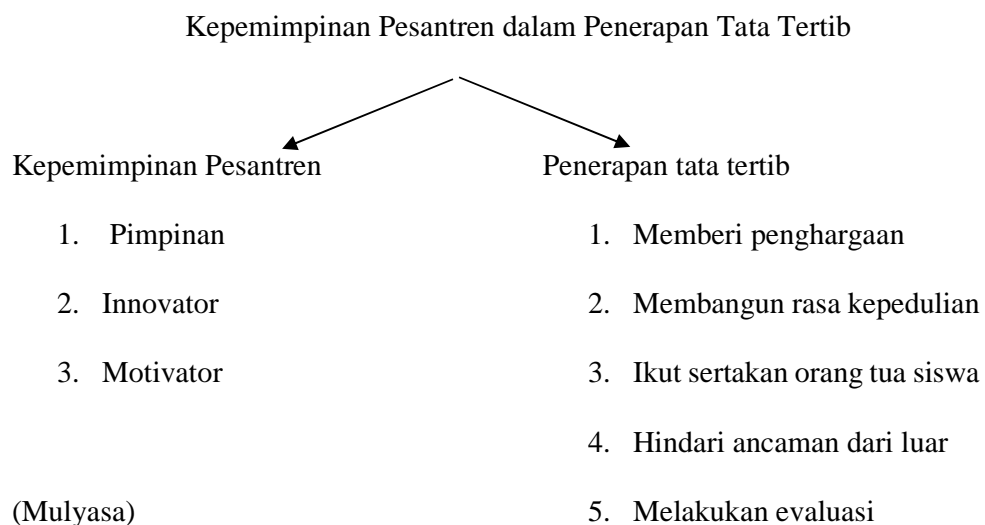 Kepemimpinan Pesantren dalam Penerapan Tata Tertib
Kepemimpinan Pesantren
1. Pimpinan
2. Innovator
3. Motivator
(Mulyasa)
Penerapan tata tertib
1. Memberi penghargaan
2. Membangun rasa kepedulian
3. Ikut sertakan orang tua siswa
4. Hindari ancaman dari luar
5. Melakukan evaluasi